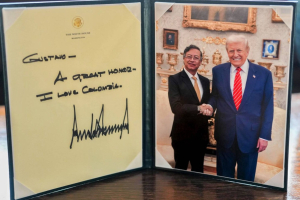 GUSTAVO—
A GREAT HONOR—
I LOVE COLOMBIA.